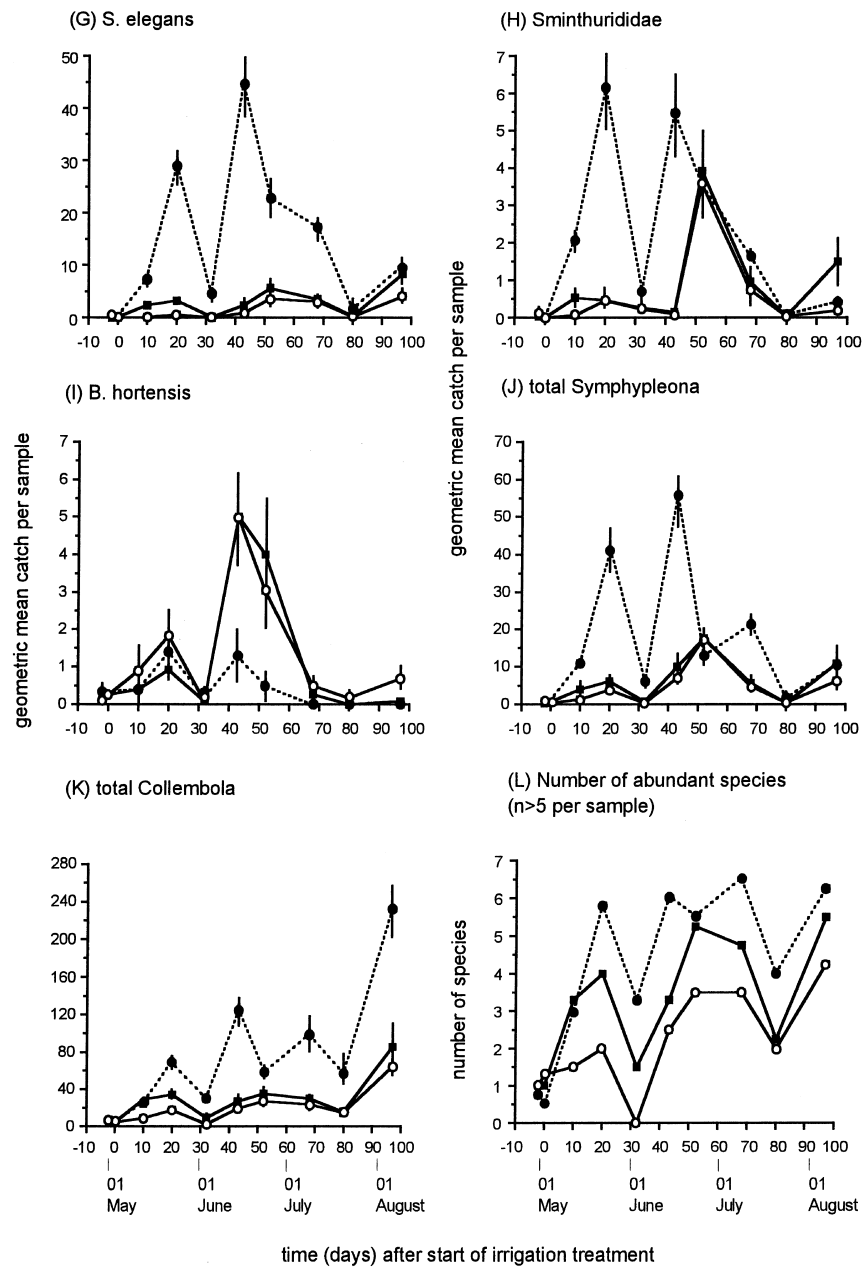 (G) S. elegans
50
40
30
20
10
0
-10 0 10 20 30 40 50 60 70 80 90 100
(H) Sminthurididae
7
6
5
4
3
2
1
0
-10 0 10 20 30 40 50 60 70 80 90 100
geometric mean catch per sample
(I) B. hortensis
7
6
5
4
3
2
1
0
-10 0 10 20 30 40 50 60 70 80 90 100
geometric mean catch per sample
(J) total Symphypleona
70
60
50
40
30
20
10
0
-10 0 10 20 30 40 50 60 70 80 90 100
(K) total Collembola
280
240
200
160
120
80
40
0
-10 0 10 20 30 40 50 60 70 80 90 100
01 01 01 01
May June July August
(L) Number of abundant species
(n>5 per sample)
number of species
7
6
5
4
3
2
1
0
-10 0 10 20 30 40 50 60 70 80 90 100
01 01 01 01
May June July August
time (days) after start of irrigation treatment